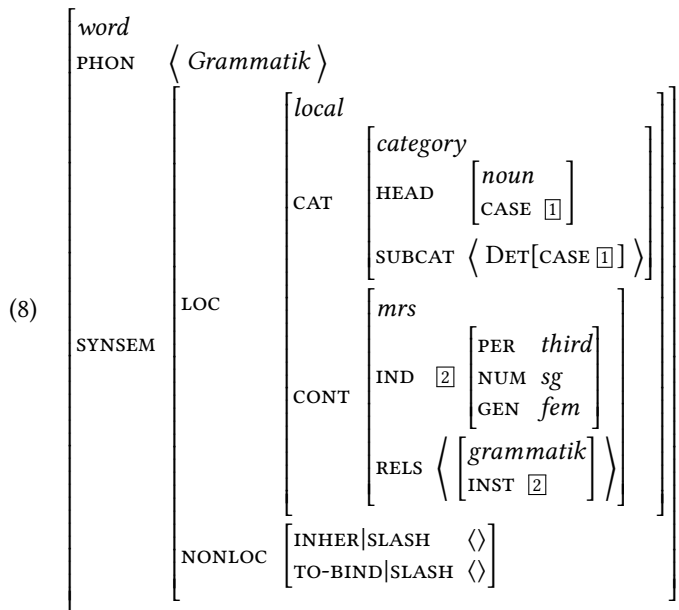 word
PHON ⟨ Grammatik ⟩
local
category
HEAD noun
CASE 1
CAT
SUBCAT ⟨ DET[CASE 1] ⟩
LOC
(8)
mrs
SYNSEM
PER third
IND 2 NUM sg
GEN fem
CONT
RELS ⟨ grammatik
INST 2 ⟩
INHER|SLASH ⟨⟩
NONLOC
TO-BIND|SLASH ⟨⟩